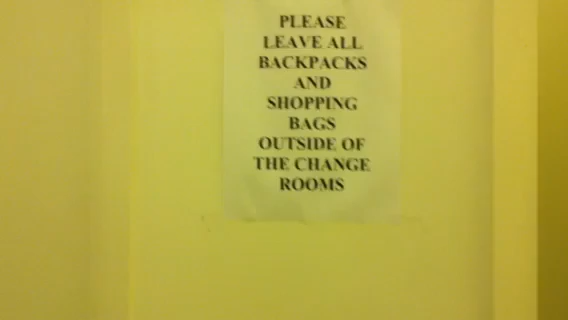 PLEASE
LEAVE ALL
BACKPACKS
AND
SHOPPING
BAGS
OUTSIDE OF
THE CHANGE
ROOMS